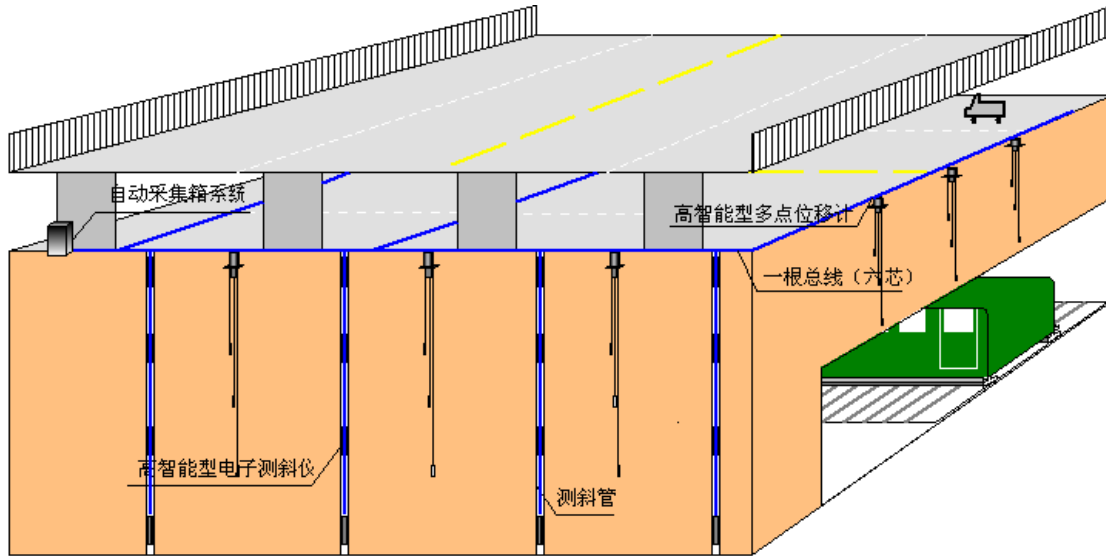 自动采集箱系统
高智能型多点位移计
一根总线（六芯）
高智能型电子测斜仪
测斜管